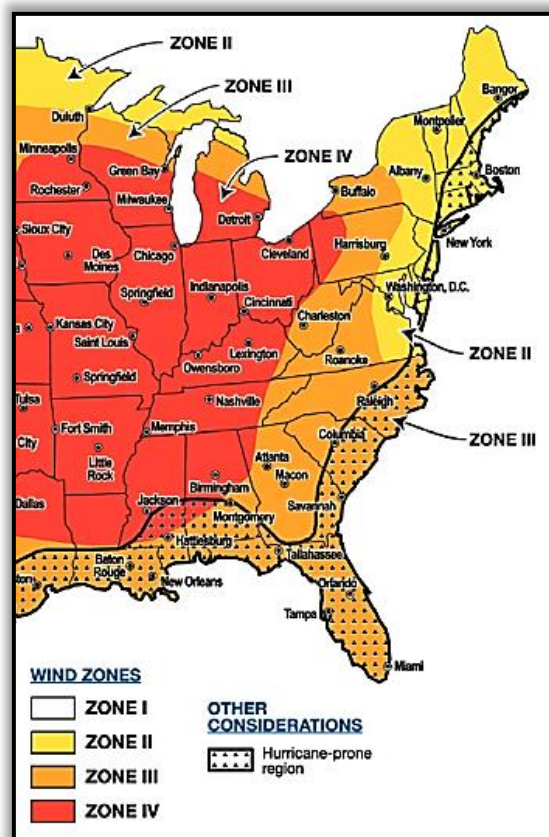 ZONE II
ZONE III
Bangor
Duluth
Montpelier
Minneapolis
ZONE IV
Green Bay
Boston
Albany
Rochester
Buffalo
Milwaukee
Sioux City
Detroit
New York
Harrisburg
Des
Moines
Chicago
Cleveland
Washington, D.C.
Indianapolis
Springfield
Cincinnati
Charleston
Kansas City
Saint Louis
ZONE II
Lexington
Roanoke
Owensboro
Springfield
Raleigh
Nashville
Tulsa
Fort Smith
Memphis
Columbia
ZONE III
City
Little
Rock
Atlanta
Macon
Birmingham
Dallas
Jackson
Savannah
Montgomery
Hattiesburg
Tallahassee
Baton
Rouge
New Orleans
Orlando
Tampa
Miami
WIND ZONES
ZONE I
ZONE II
ZONE III
ZONE IV
OTHER
CONSIDERATIONS
Hurricane-prone
region